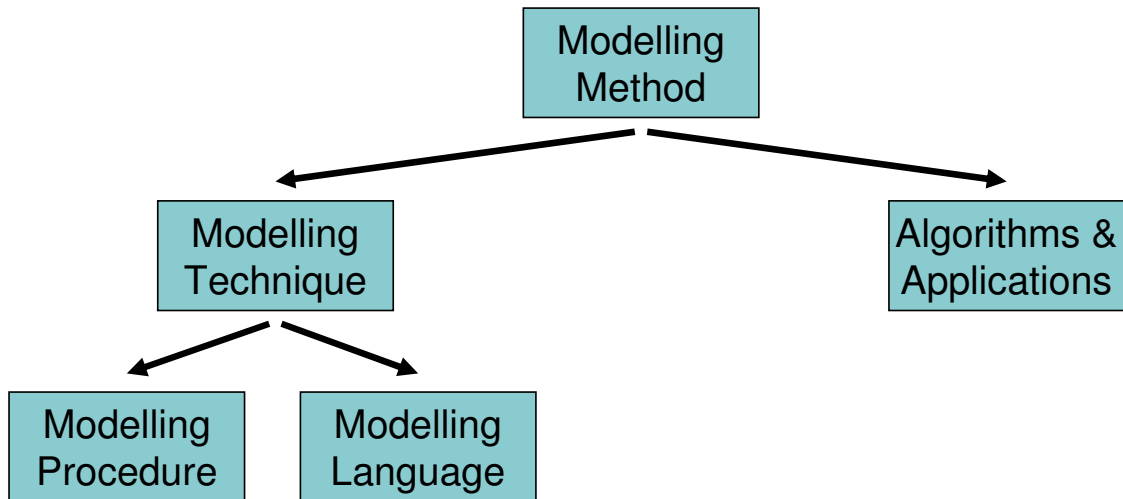 Modelling
Method
Modelling
Technique
Algorithms &
Applications
Modelling
Procedure
Modelling
Language